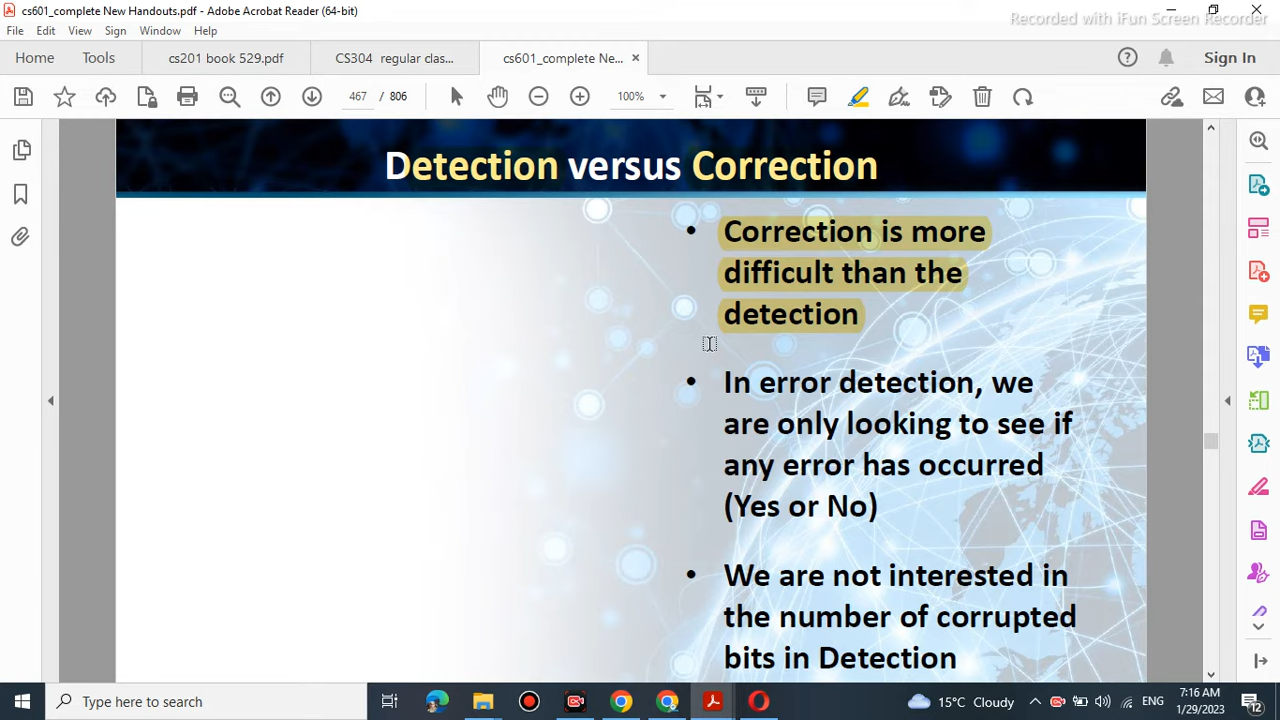 cs601_complete New Handouts.pdf - Adobe Acrobat Reader (64-bit)
Recorded with iFun Screen Recorder
File Edit View Sign Window Help
Home Tools cs201 book 529.pdf CS304 regular clas... cs601_complete Ne... × Sign In
467 / 806 100%
Detection versus Correction
• Correction is more
difficult than the
detection
• In error detection, we
are only looking to see if
any error has occurred
(Yes or No)
• We are not interested in
the number of corrupted
bits in Detection
Type here to search
15°C Cloudy ENG 7:16 AM
1/29/2023 12